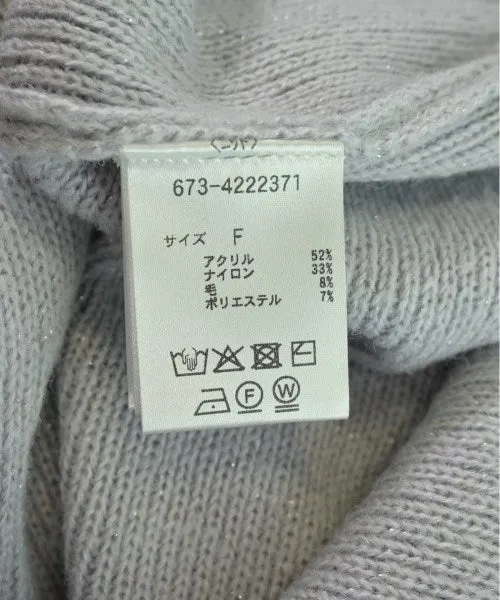 673-4222371
サイズ F
アクリル 52%
ナイロン 33%
毛 8%
ポリエステル 7%
F W